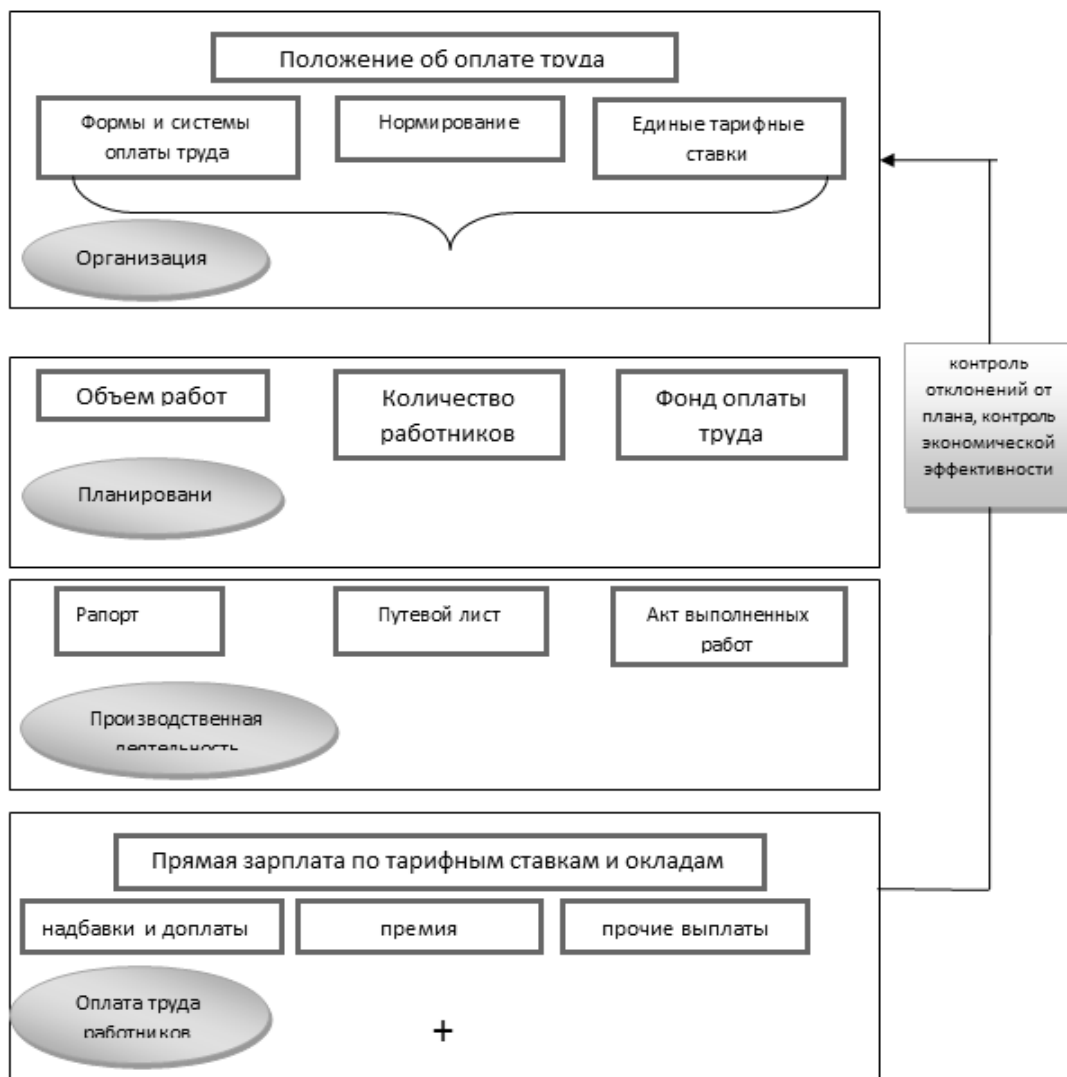 Положение об оплате труда
Формы и системы
оплаты труда
Нормирование
Единые тарифные
ставки
Организация
Объем работ
Количество
работников
Фонд оплаты
труда
Планировани
контроль
отклонений от
плана, контроль
экономической
эффективности
Рапорт
Путевой лист
Акт выполненных
работ
Производственная
деятельность
Прямая зарплата по тарифным ставкам и окладам
надбавки и доплаты
премия
прочие выплаты
Оплата труда
работников
+